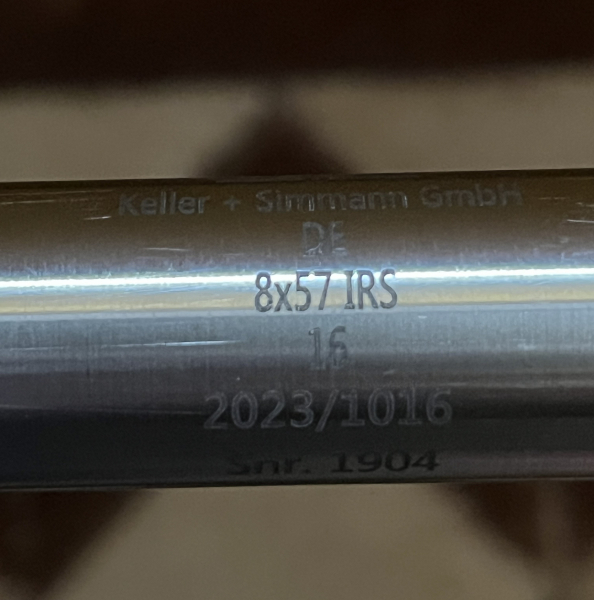 Keller + Simmann GmbH
DE
8x57 IRS
16
2023/1016
Snr. 1904